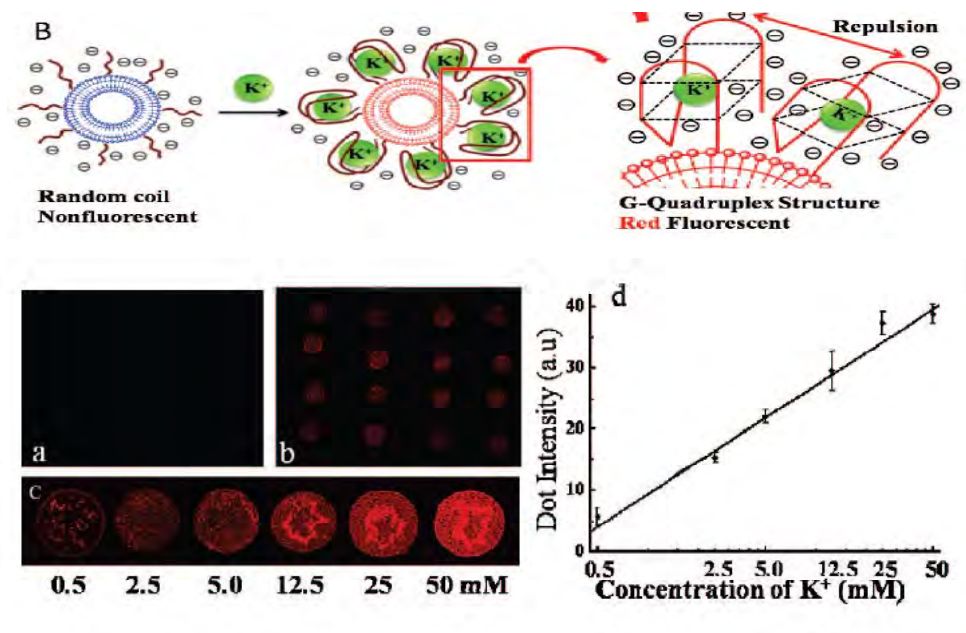 B
Repulsion
K⁺
K⁺ K⁺
K⁺ K⁺
K⁺ K⁺
K⁺
K⁺
K⁺
Random coil
Nonfluorescent
G-Quadruplex Structure
Red Fluorescent
a
b
c
0.5 2.5 5.0 12.5 25 50 mM
d
Dot Intensity (a.u)
40
30
20
10
0
0.5 2.5 5.0 12.5 25 50
Concentration of K⁺ (mM)